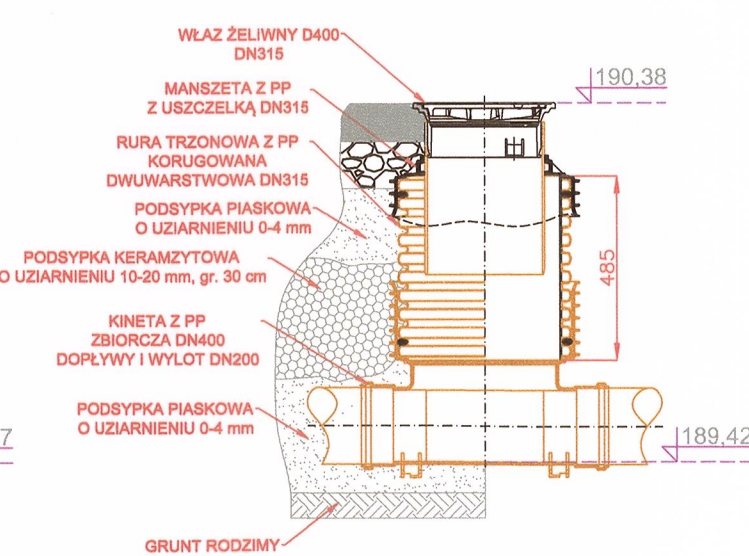 WŁAZ ŻELIWNY D400
DN315
190,38
MANSZETA Z PP
Z USZCZELKĄ DN315
RURA TRZONOWA Z PP
KORUGOWANA
DWUWARSTWOWA DN315
PODSYPKA PIASKOWA
O UZIARNIENIU 0-4 mm
PODSYPKA KERAMZYTOWA
O UZIARNIENIU 10-20 mm, gr. 30 cm
485
KINETA Z PP
ZBIORCZA DN400
DOPŁYWY I WYLOT DN200
PODSYPKA PIASKOWA
O UZIARNIENIU 0-4 mm
7
189,42
GRUNT RODZIMY